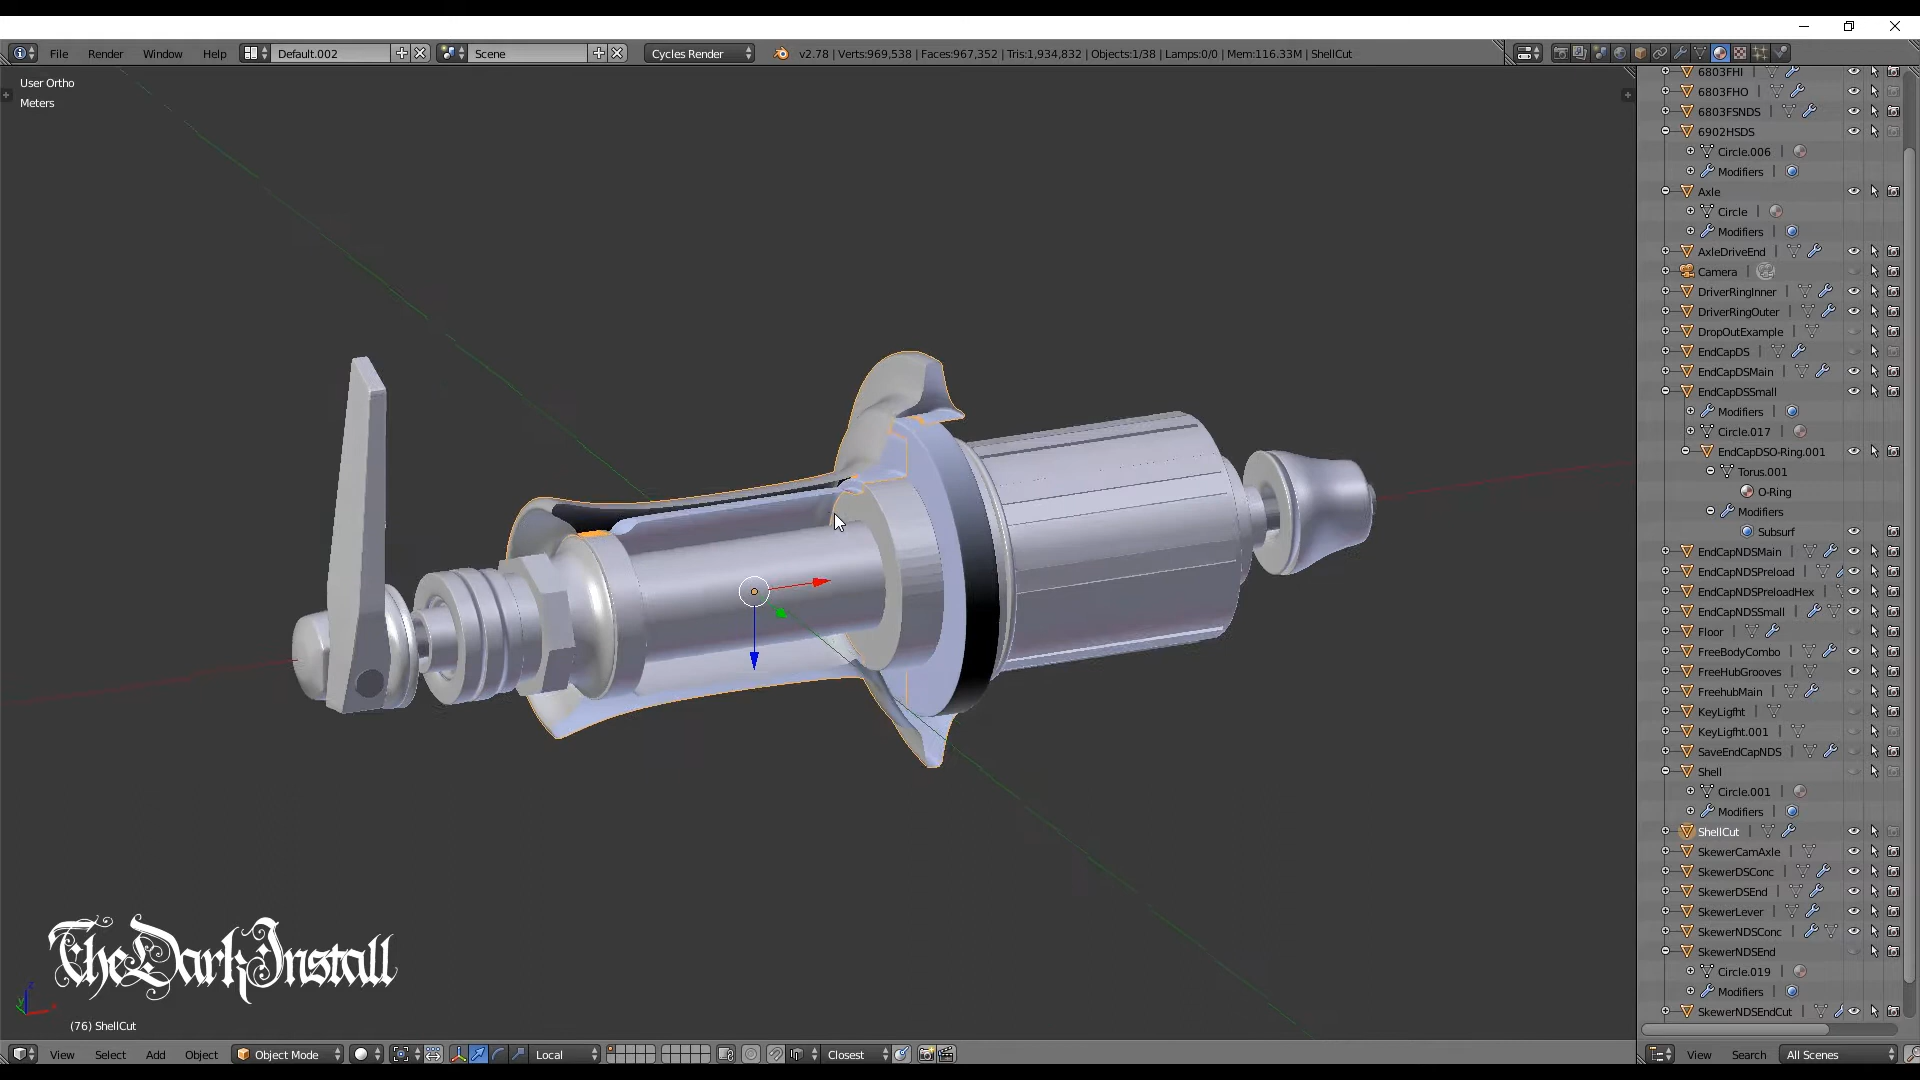 File Render Window Help Default.002 Scene Cycles Render v2.78 | Verts:969,538 | Faces:967,352 | Tris:1,934,832 | Objects:1/38 | Lamps:0/0 | Mem:116.33M | ShellCut
User Ortho
Meters
6803FHI
6803FHO
6803FSNDS
6902HSDS
Circle.006
Modifiers
Axle
Circle
Modifiers
AxleDriveEnd
Camera
DriverRingInner
DriverRingOuter
DropOutExample
EndCapDS
EndCapDSMain
EndCapDSSmall
Modifiers
Circle.017
EndCapDSO-Ring.001
Torus.001
O-Ring
Modifiers
Subsurf
EndCapNDSMain
EndCapNDSPreload
EndCapNDSPreloadHex
EndCapNDSSmall
Floor
FreeBodyCombo
FreeHubGrooves
FreehubMain
KeyLigfht
KeyLigfht.001
SaveEndCapNDS
Shell
Circle.001
Modifiers
ShellCut
SkewerCamAxle
SkewerDSConc
SkewerDSEnd
SkewerLever
SkewerNDSConc
SkewerNDSEnd
Circle.019
Modifiers
SkewerNDSEndCut
TheDarkInstall
(76) ShellCut
View Select Add Object Object Mode Local Closest View Search All Scenes